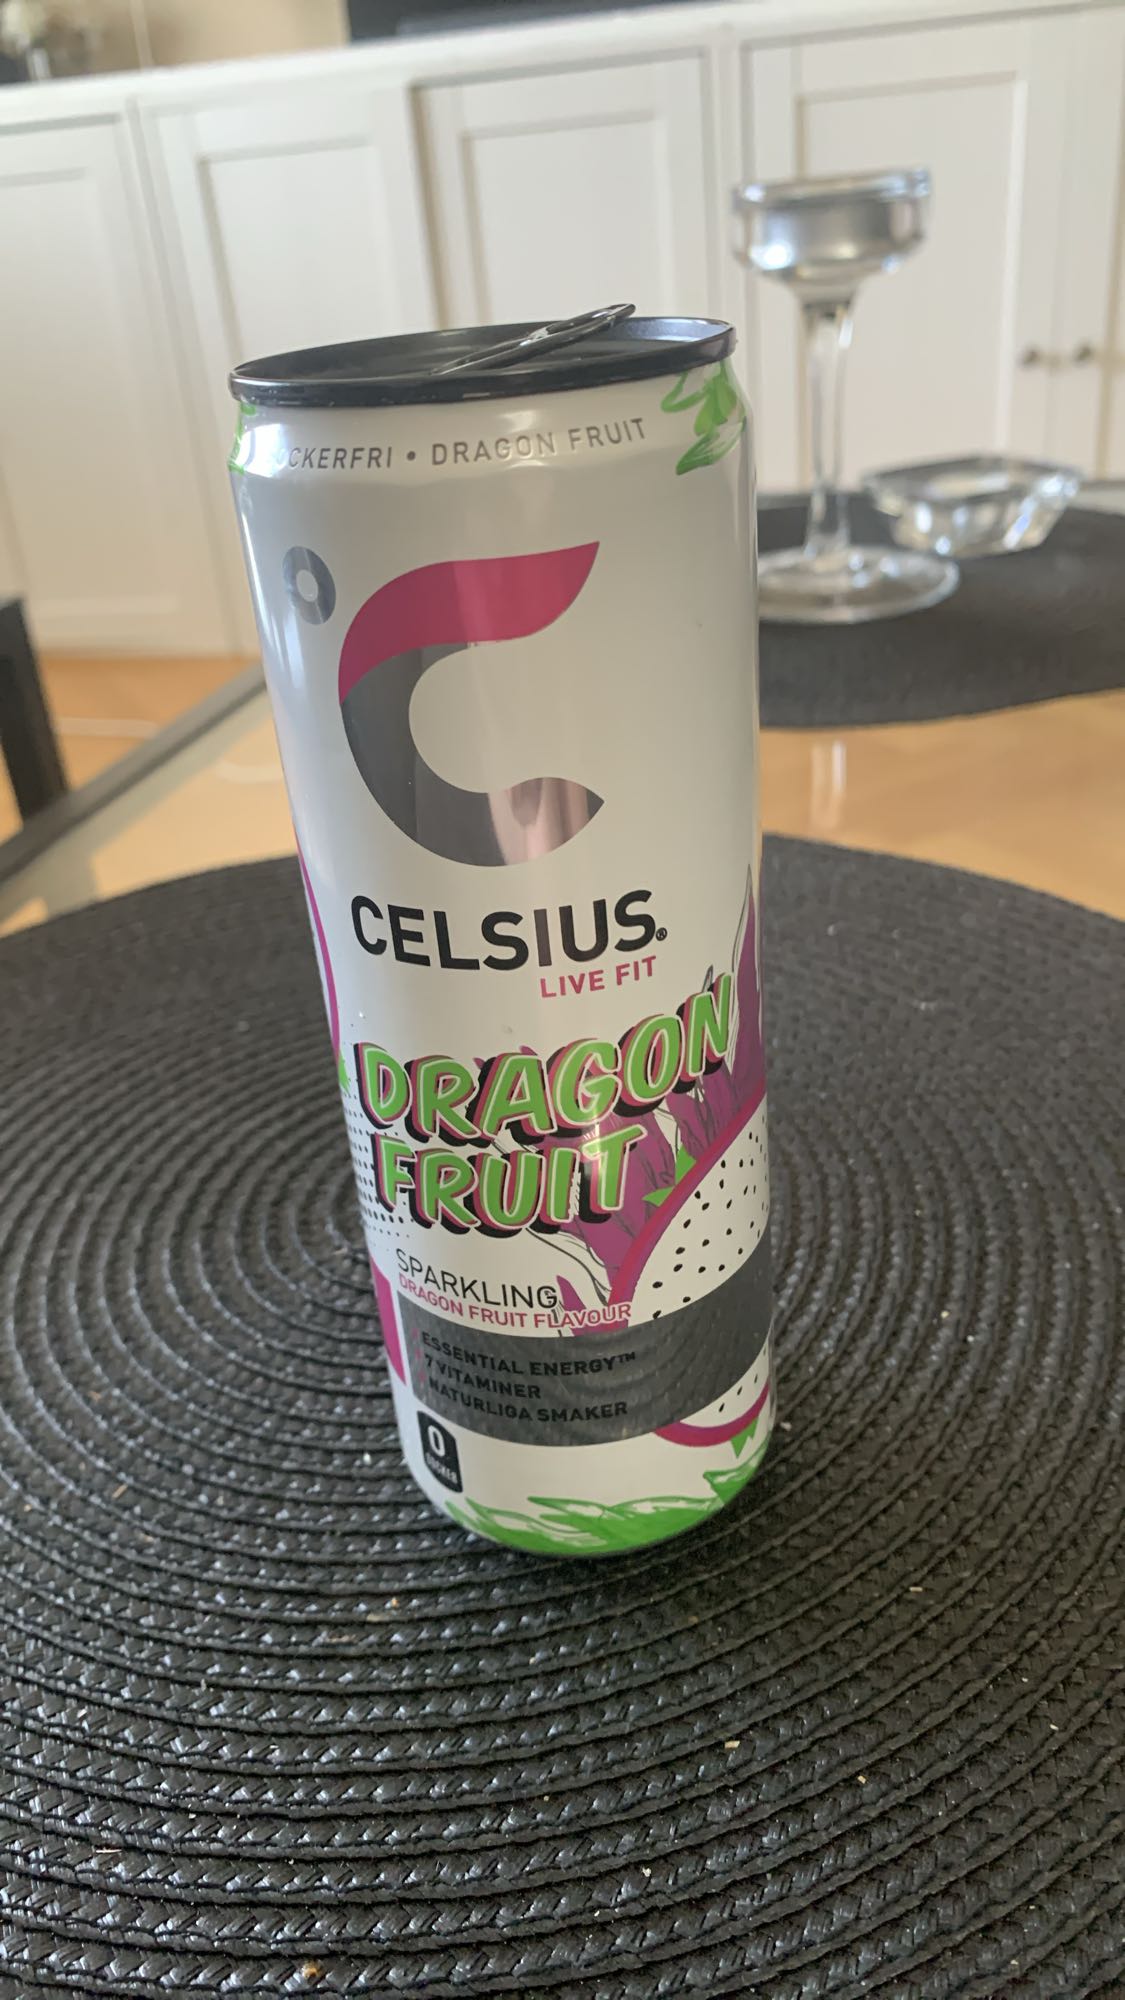 CKERFRI • DRAGON FRUIT
CELSIUS®
LIVE FIT
DRAGON
FRUIT
SPARKLING
DRAGON FRUIT FLAVOUR
ESSENTIAL ENERGY™
7 VITAMINER
NATURLIGA SMAKER
0
SOCKER